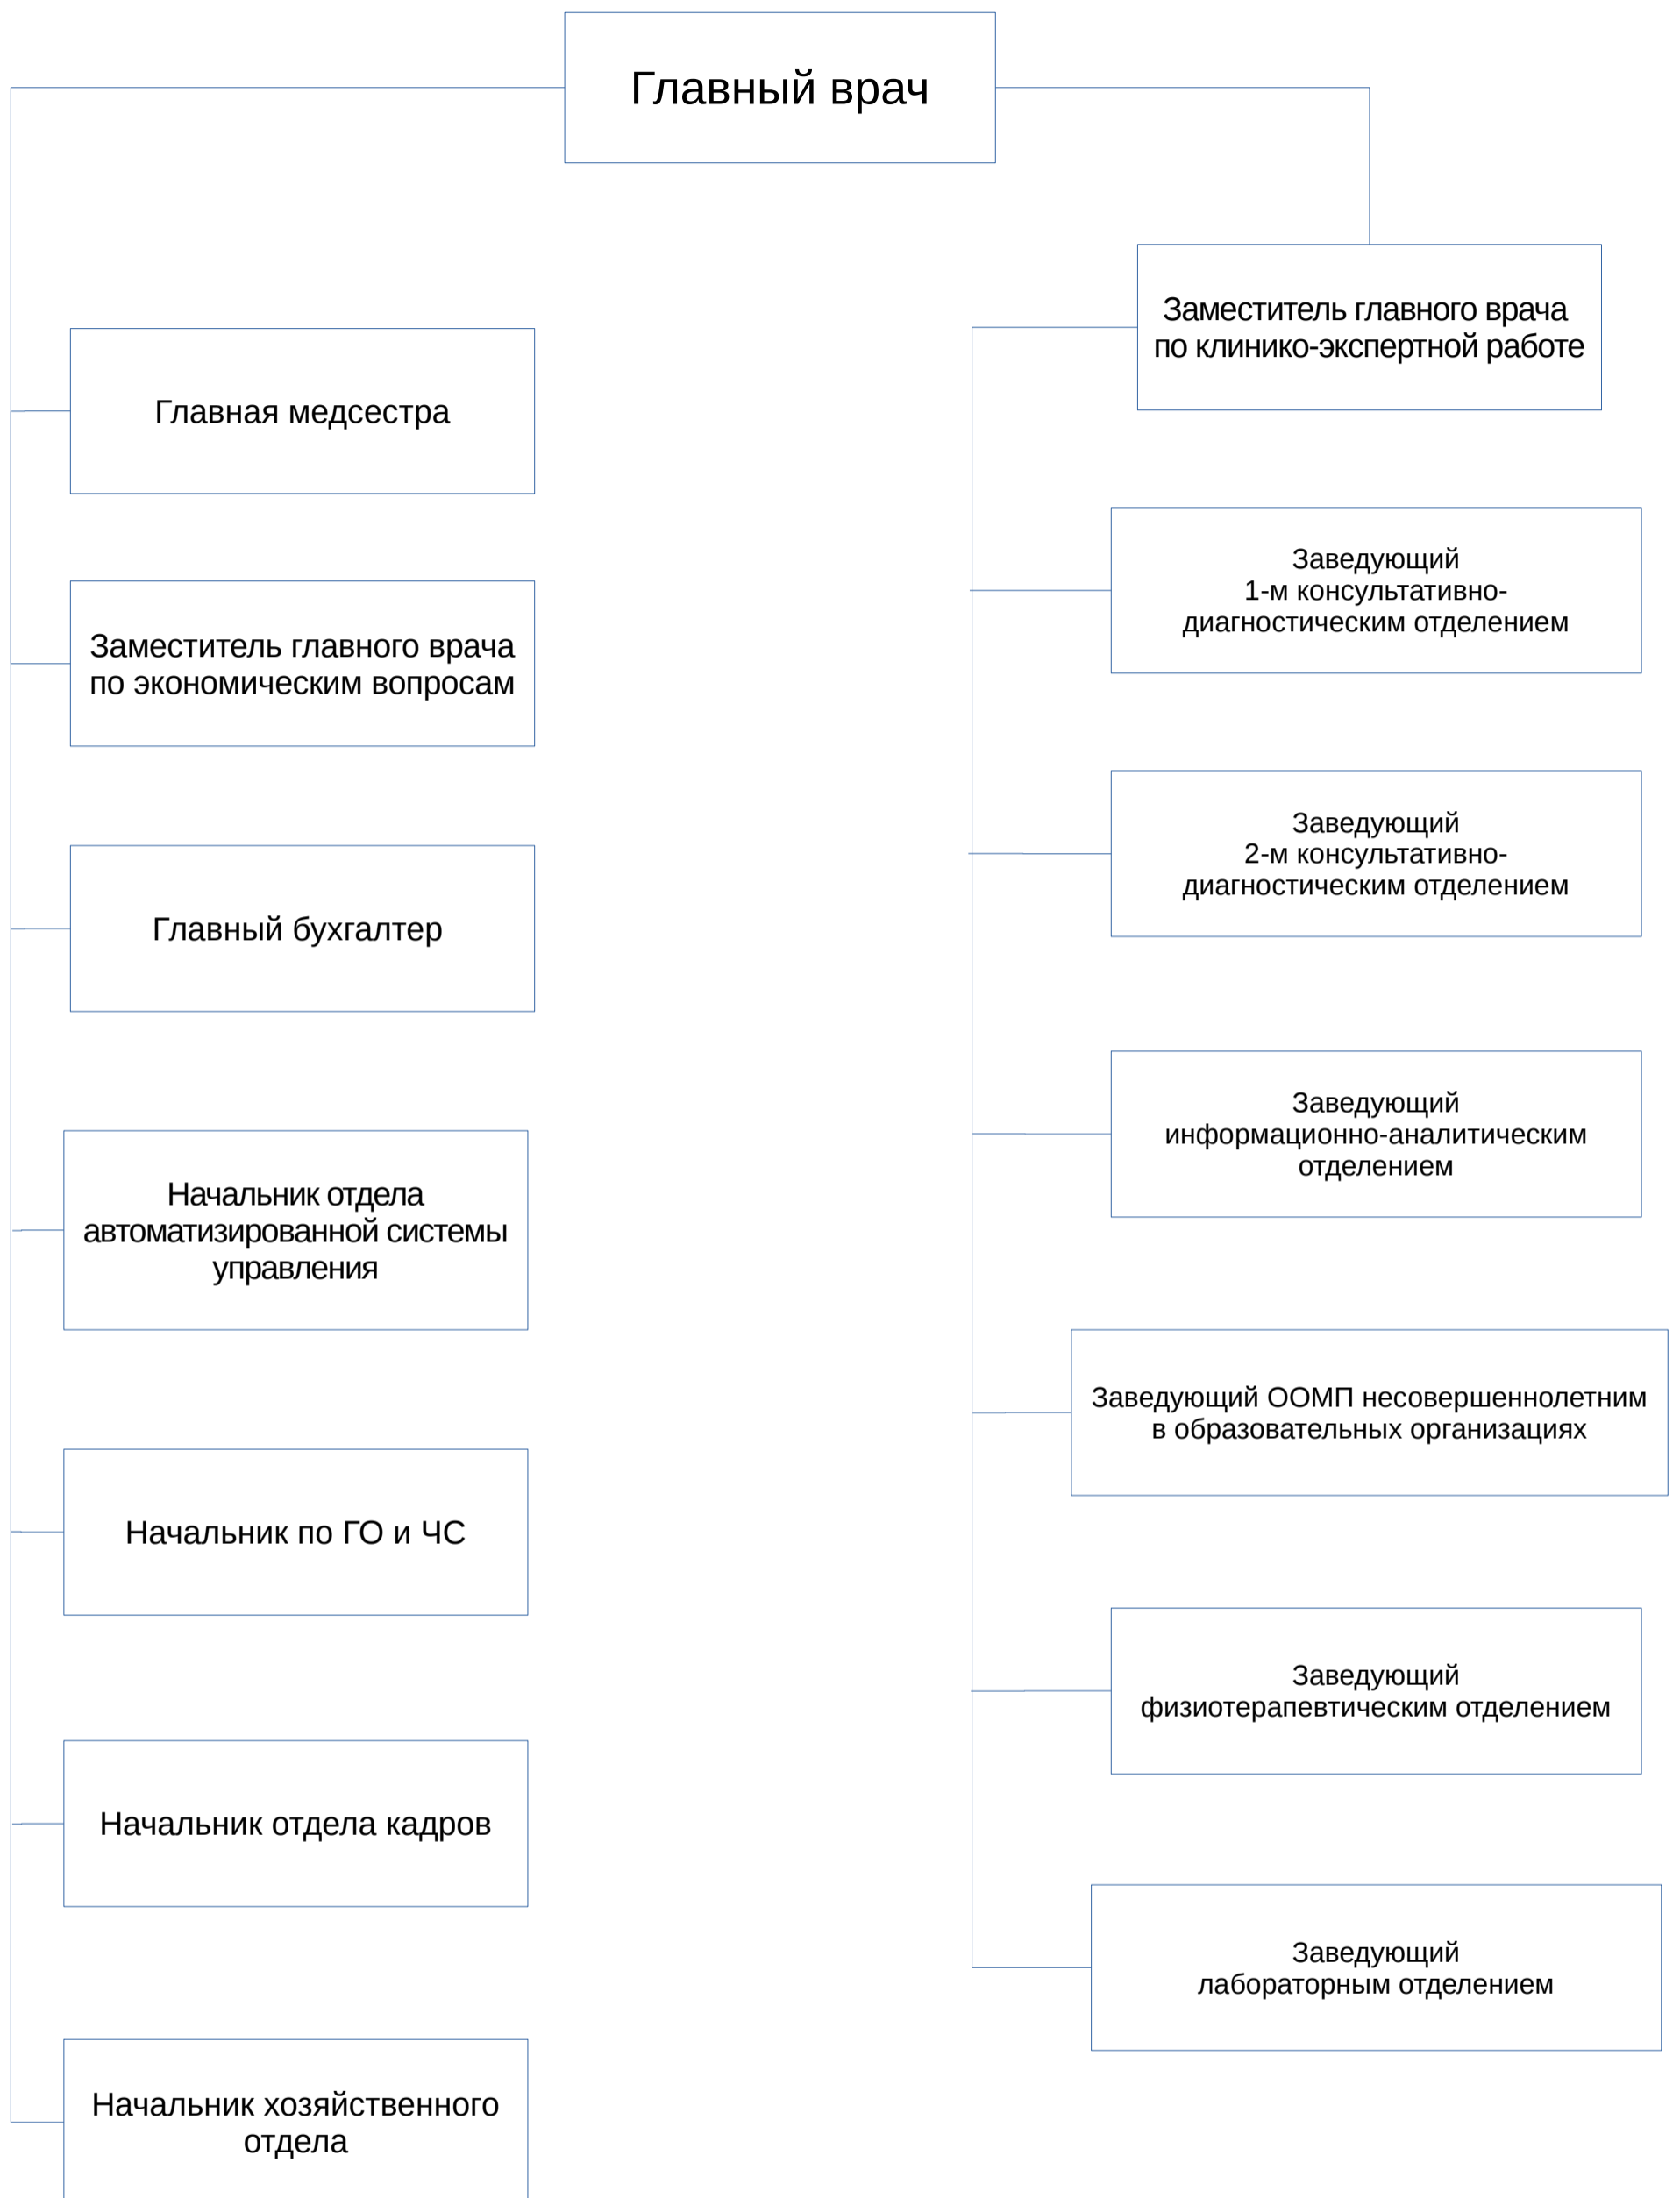 Главный врач
Главная медсестра
Заместитель главного врача
по экономическим вопросам
Главный бухгалтер
Начальник отдела
автоматизированной системы
управления
Начальник по ГО и ЧС
Начальник отдела кадров
Начальник хозяйственного
отдела
Заместитель главного врача
по клинико-экспертной работе
Заведующий
1-м консультативно-
диагностическим отделением
Заведующий
2-м консультативно-
диагностическим отделением
Заведующий
информационно-аналитическим
отделением
Заведующий ООМП несовершеннолетним
в образовательных организациях
Заведующий
физиотерапевтическим отделением
Заведующий
лабораторным отделением